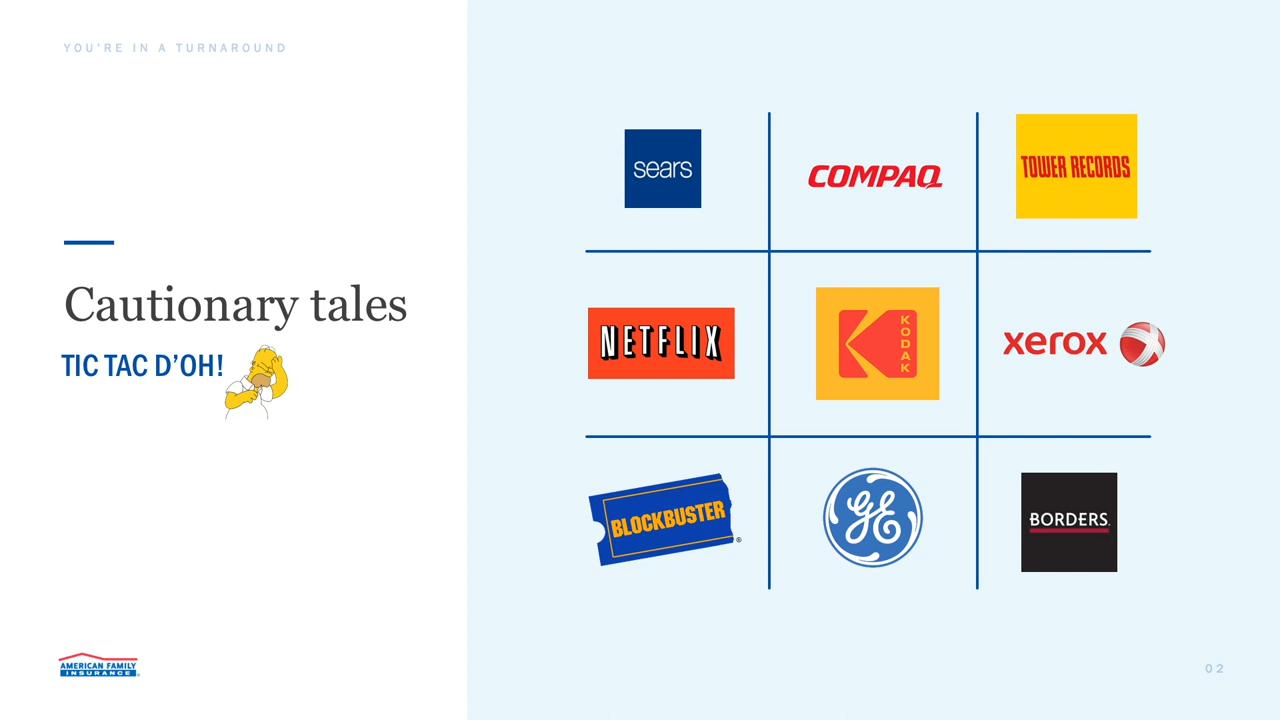 YOU'RE IN A TURNAROUND
Cautionary tales
TIC TAC D'OH!
sears
COMPAQ
TOWER RECORDS
NETFLIX
KODAK
xerox
BLOCKBUSTER
®
GE
BORDERS.
AMERICAN FAMILY
INSURANCE
02